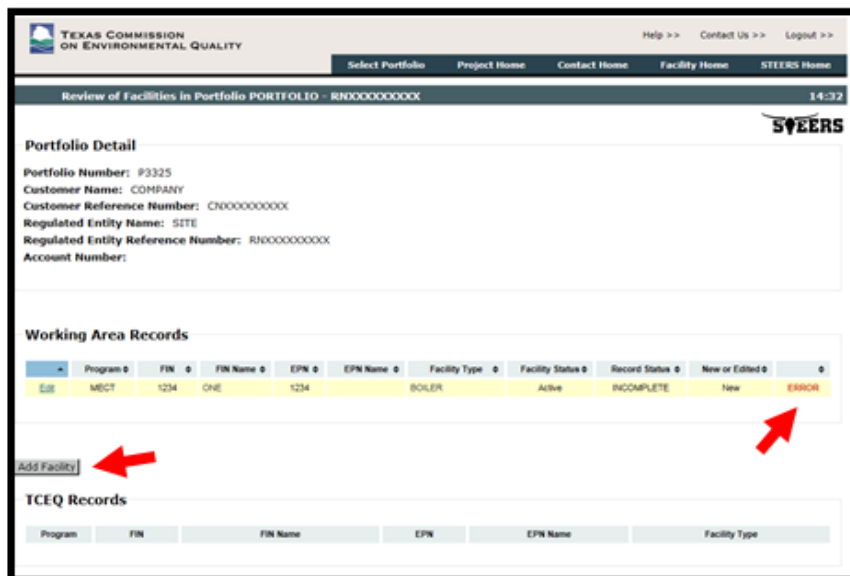 TEXAS COMMISSION
ON ENVIRONMENTAL QUALITY
Help >> Contact Us >> Logout >>
Select Portfolio Project Home Contact Home Facility Home STEERS Home
Review of Facilities in Portfolio PORTFOLIO - RNXXXXXXXXX 14:32
STEERS
Portfolio Detail
Portfolio Number: P3325
Customer Name: COMPANY
Customer Reference Number: CNXXXXXXXXX
Regulated Entity Name: SITE
Regulated Entity Reference Number: RNXXXXXXXXX
Account Number:
Working Area Records
Program FIN FIN Name EPN EPN Name Facility Type Facility Status Record Status New or Edited
Edit MECT 1234 ONE 1234 BOILER Active INCOMPLETE New ERROR
Add Facility
TCEQ Records
Program FIN FIN Name EPN EPN Name Facility Type